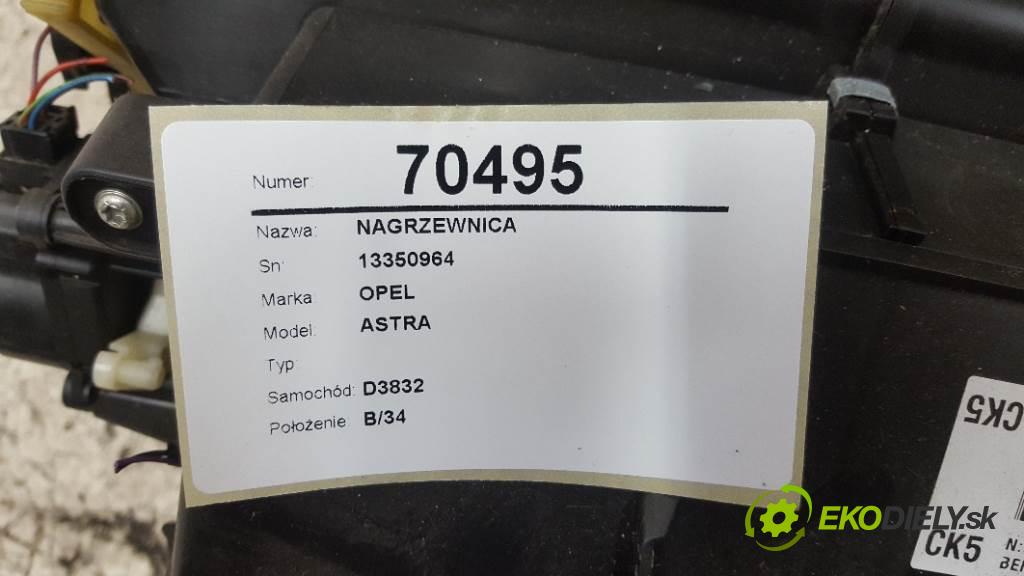 Numer: 70495
Nazwa: NAGRZEWNICA
Sn: 13350964
Marka OPEL
Model: ASTRA
Typ:
Samochód: D3832
Położenie: B/34
CK5
CK5
EKODIELY.sk